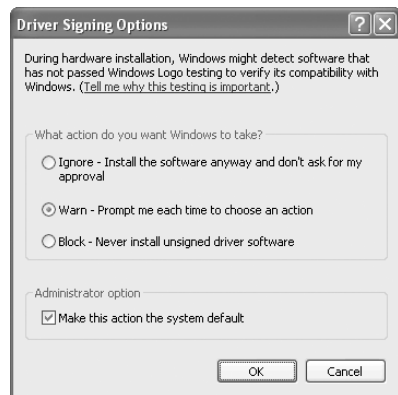 Driver Signing Options
During hardware installation, Windows might detect software that
has not passed Windows Logo testing to verify its compatibility with
Windows. (Tell me why this testing is important.)
What action do you want Windows to take?
Ignore - Install the software anyway and don't ask for my
approval
Warn - Prompt me each time to choose an action
Block - Never install unsigned driver software
Administrator option
Make this action the system default
OK Cancel